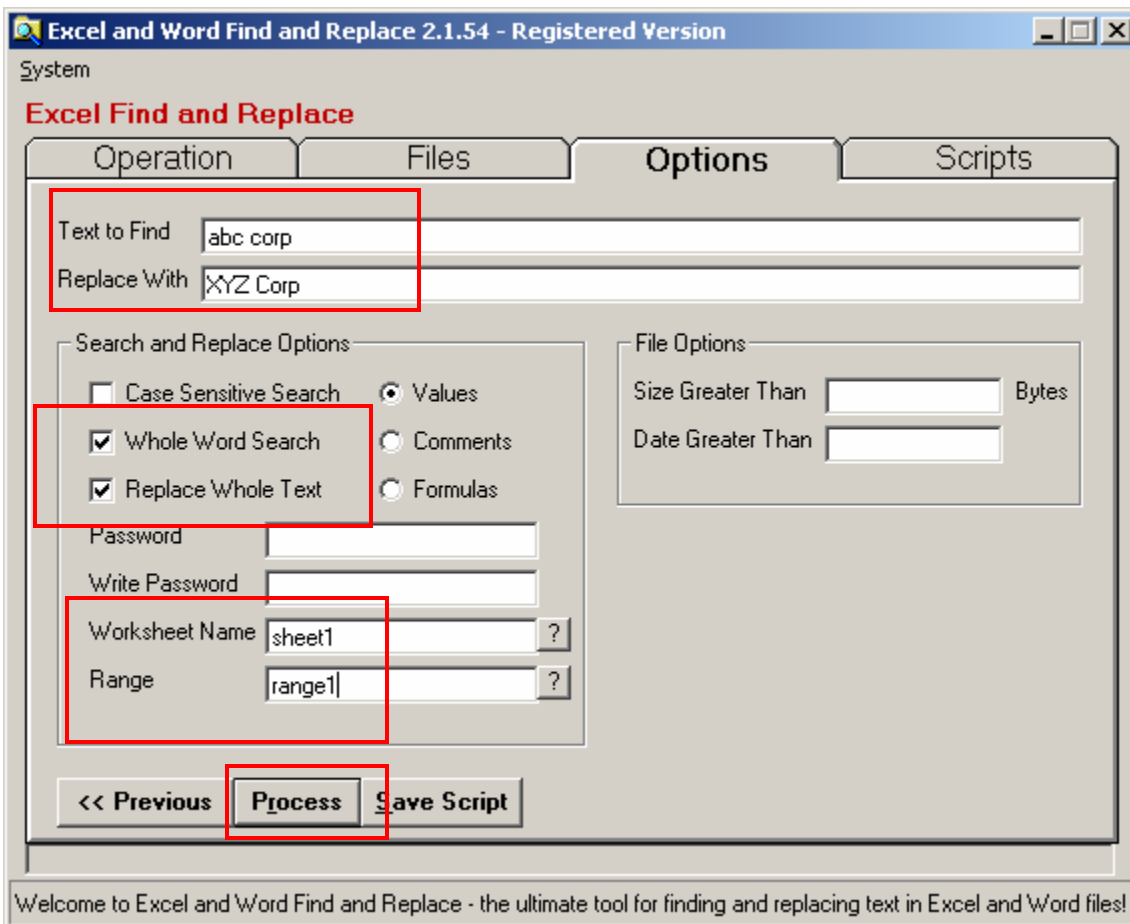 Excel and Word Find and Replace 2.1.54 - Registered Version
System
Excel Find and Replace
Operation Files Options Scripts
Text to Find abc corp
Replace With XYZ Corp
Search and Replace Options File Options
Case Sensitive Search Values Size Greater Than Bytes
Whole Word Search Comments Date Greater Than
Replace Whole Text Formulas
Password
Write Password
Worksheet Name sheet1 ?
Range range1 ?
<< Previous Process Save Script
Welcome to Excel and Word Find and Replace - the ultimate tool for finding and replacing text in Excel and Word files!